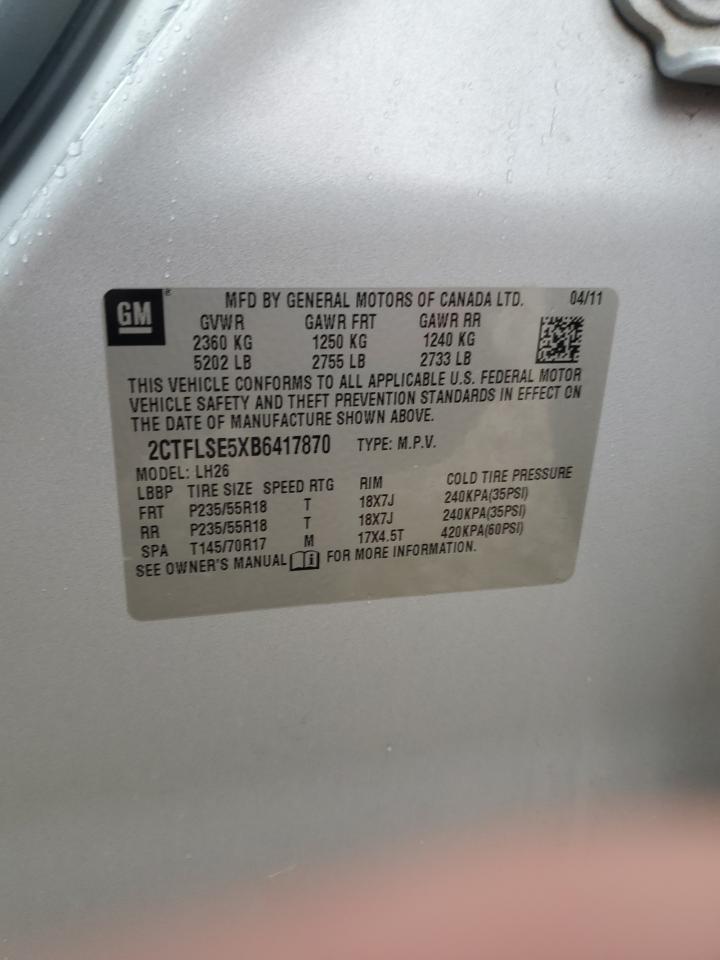 GM ® MFD BY GENERAL MOTORS OF CANADA LTD. 04/11
GVWR GAWR FRT GAWR RR
2360 KG 1250 KG 1240 KG
5202 LB 2755 LB 2733 LB
THIS VEHICLE CONFORMS TO ALL APPLICABLE U.S. FEDERAL MOTOR
VEHICLE SAFETY AND THEFT PREVENTION STANDARDS IN EFFECT ON
THE DATE OF MANUFACTURE SHOWN ABOVE.
2CTFLSE5XB6417870 TYPE: M.P.V.
MODEL: LH26
LBBP TIRE SIZE SPEED RTG RIM COLD TIRE PRESSURE
FRT P235/55R18 T 18X7J 240KPA(35PSI)
RR P235/55R18 T 18X7J 240KPA(35PSI)
SPA T145/70R17 M 17X4.5T 420KPA(60PSI)
SEE OWNER'S MANUAL i FOR MORE INFORMATION.